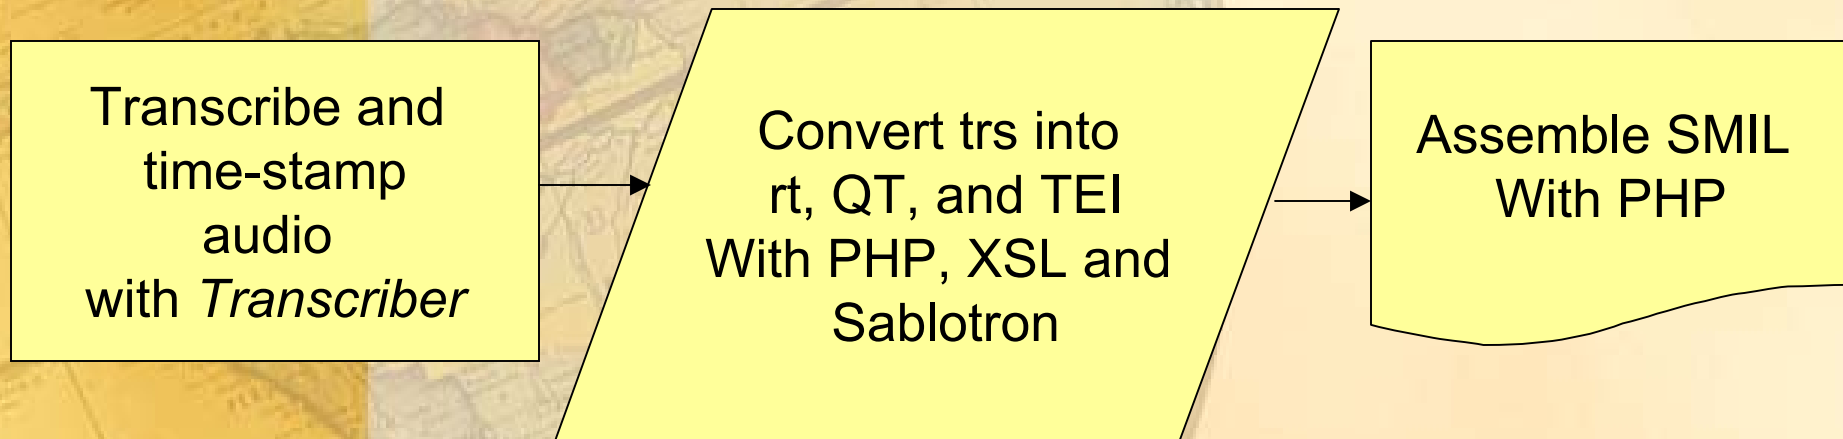 Transcribe and
time-stamp
audio
with Transcriber
Convert trs into
rt, QT, and TEI
With PHP, XSL and
Sablotron
Assemble SMIL
With PHP